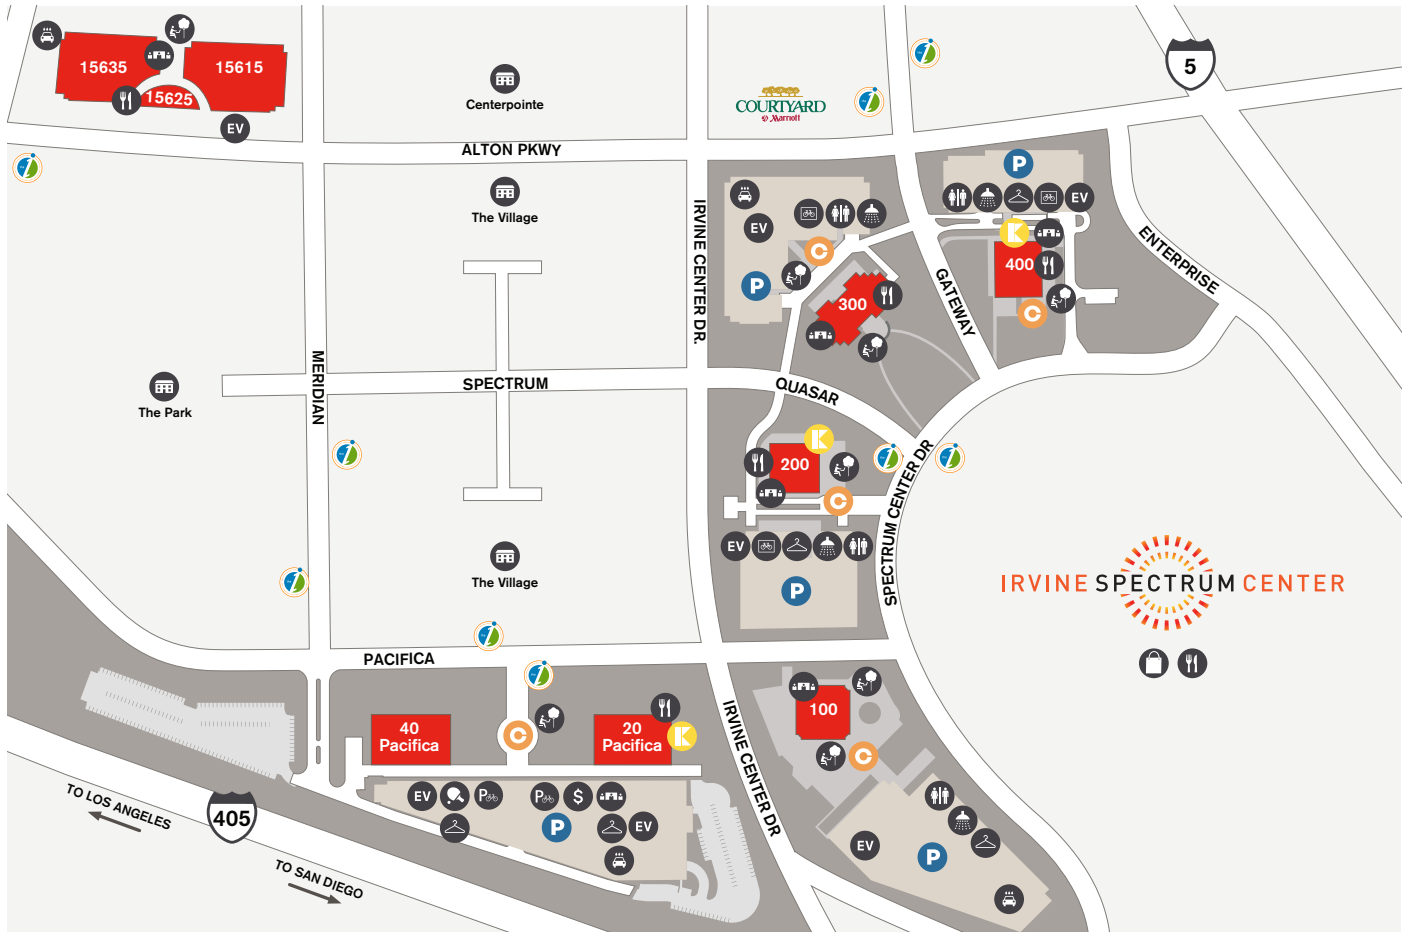 15635
15615
15625
EV
Centerpointe
COURTYARD
Marriott
5
ALTON PKWY
The Village
IRVINE CENTER DR.
EV
P
C
300
P
EV
K
400
C
GATEWAY
ENTERPRISE
MERIDIAN
SPECTRUM
QUASAR
The Park
K
200
C
SPECTRUM CENTER DR
EV
P
The Village
IRVINE SPECTRUM CENTER
PACIFICA
40
Pacifica
C
20
Pacifica
K
IRVINE CENTER DR
100
C
EV
P
P
$
P
EV
EV
P
TO LOS ANGELES
405
TO SAN DIEGO